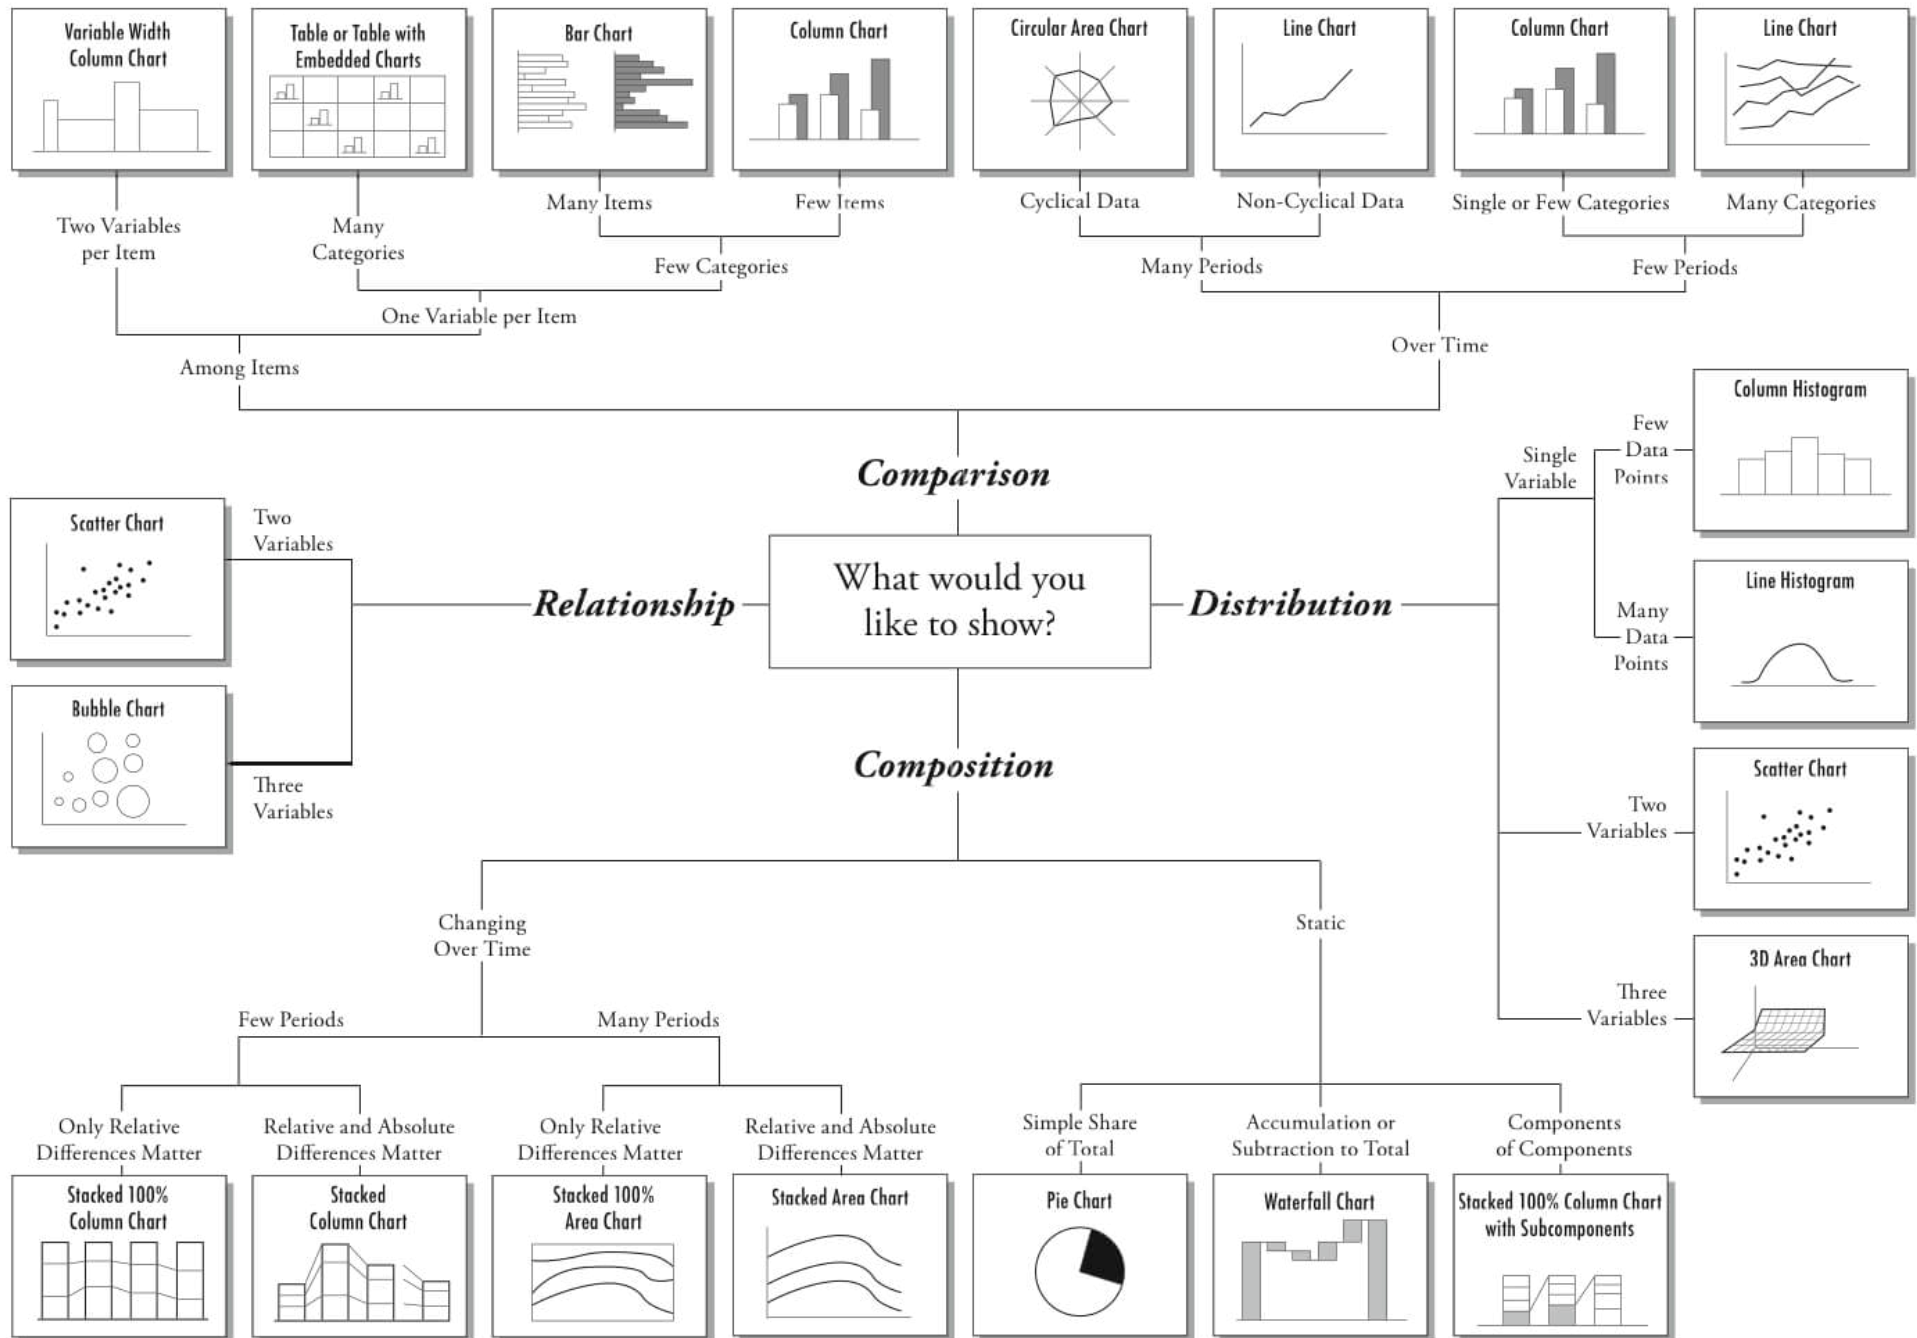 Variable Width
Column Chart
Table or Table with
Embedded Charts
Bar Chart
Column Chart
Circular Area Chart
Line Chart
Column Chart
Line Chart
Two Variables
per Item
Many
Categories
Many Items
Few Items
Cyclical Data
Non-Cyclical Data
Single or Few Categories
Many Categories
Few Categories
Many Periods
Few Periods
One Variable per Item
Among Items
Over Time
Comparison
What would you
like to show?
Relationship
Two
Variables
Scatter Chart
Three
Variables
Bubble Chart
Distribution
Single
Variable
Few
Data
Points
Column Histogram
Many
Data
Points
Line Histogram
Two
Variables
Scatter Chart
Three
Variables
3D Area Chart
Composition
Changing
Over Time
Static
Few Periods
Many Periods
Only Relative
Differences Matter
Relative and Absolute
Differences Matter
Only Relative
Differences Matter
Relative and Absolute
Differences Matter
Simple Share
of Total
Accumulation or
Subtraction to Total
Components
of Components
Stacked 100%
Column Chart
Stacked
Column Chart
Stacked 100%
Area Chart
Stacked Area Chart
Pie Chart
Waterfall Chart
Stacked 100% Column Chart
with Subcomponents